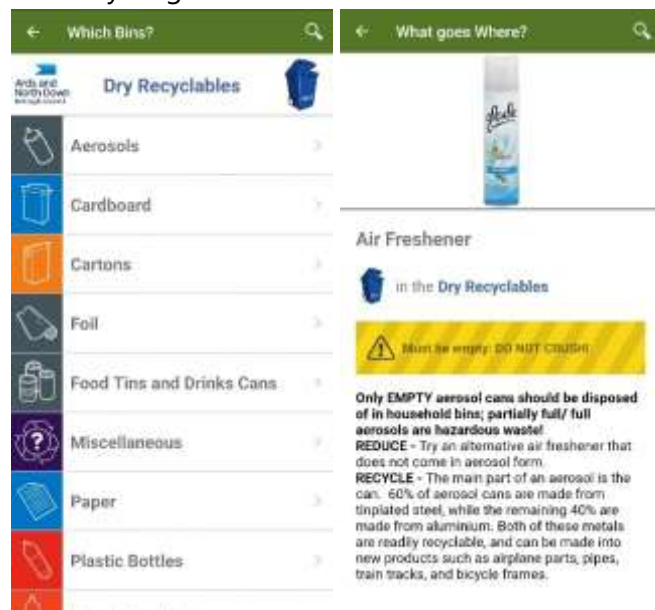 Which Bins?
Ards and
North Down
Borough Council
Dry Recyclables
Aerosols
Cardboard
Cartons
Foil
Food Tins and Drinks Cans
Miscellaneous
?
Paper
Plastic Bottles
What goes Where?
glade
Air Freshener
in the Dry Recyclables
Must be empty: DO NOT CRUSH!
Only EMPTY aerosol cans should be disposed
of in household bins; partially full/ full
aerosols are hazardous waste!
REDUCE - Try an alternative air freshener that
does not come in aerosol form.
RECYCLE - The main part of an aerosol is the
can. 60% of aerosol cans are made from
tinplated steel, while the remaining 40% are
made from aluminium. Both of these metals
are readily recyclable, and can be made into
new products such as airplane parts, pipes,
train tracks, and bicycle frames.